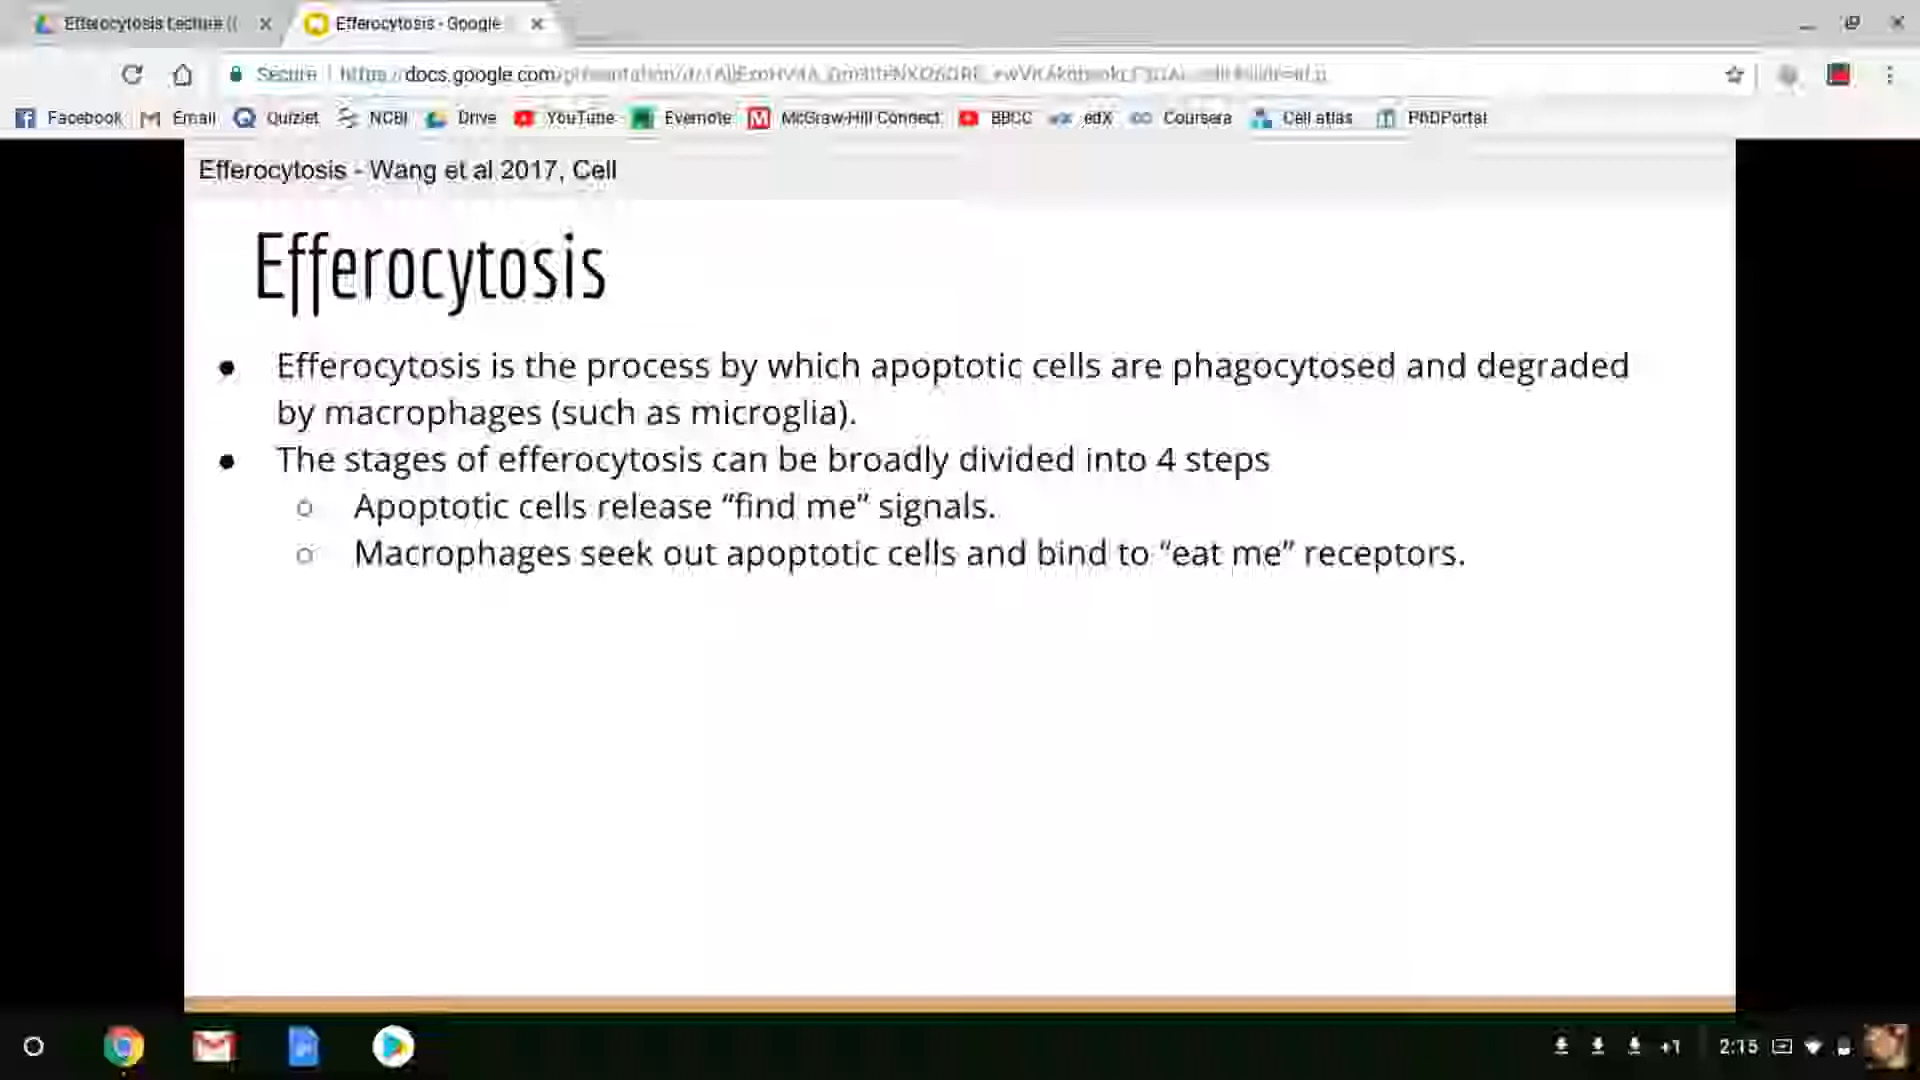 Efferocytosis Lecture ((
Efferocytosis - Google
Secure | https://docs.google.com/presentation/d/
Facebook Email Quizlet NCBI Drive YouTube Evernote McGraw-Hill Connect BBCC edX Coursera Cell atlas PhDPortal
Efferocytosis - Wang et al 2017, Cell
Efferocytosis
● Efferocytosis is the process by which apoptotic cells are phagocytosed and degraded
by macrophages (such as microglia).
● The stages of efferocytosis can be broadly divided into 4 steps
○ Apoptotic cells release “find me” signals.
○ Macrophages seek out apoptotic cells and bind to “eat me” receptors.
+1 2:15